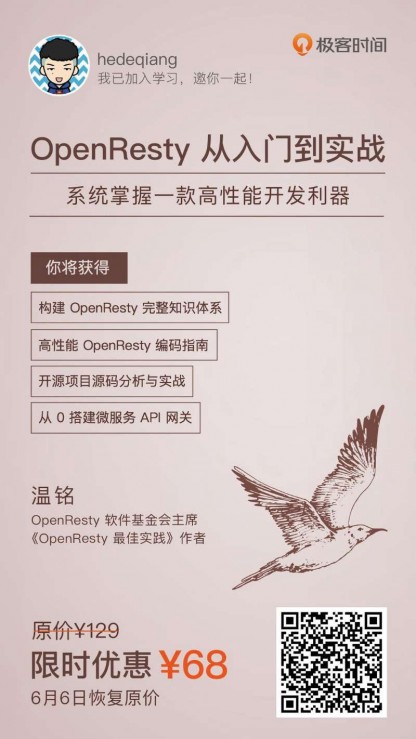 极客时间
hedeqiang
我已加入学习，邀你一起！
OpenResty 从入门到实战
系统掌握一款高性能开发利器
你将获得
构建 OpenResty 完整知识体系
高性能 OpenResty 编码指南
开源项目源码分析与实战
从 0 搭建微服务 API 网关
温铭
OpenResty 软件基金会主席
《OpenResty 最佳实践》作者
原价¥129
限时优惠 ¥68
6月6日恢复原价